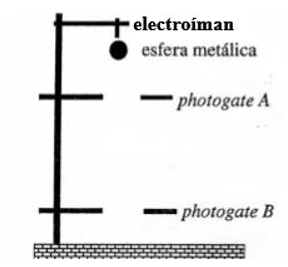 electroíman
esfera metálica
photogate A
photogate B